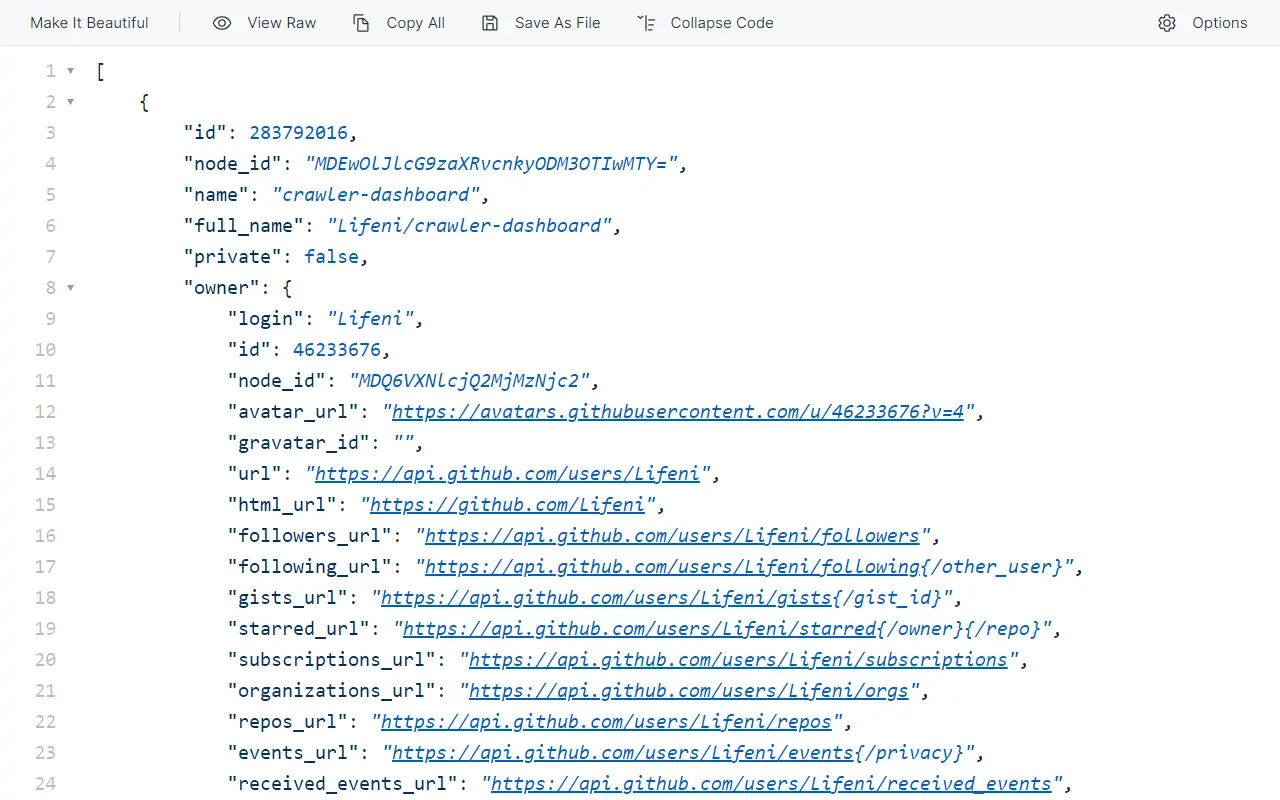 Make It Beautiful View Raw Copy All Save As File Collapse Code Options
1 [
2 {
3 "id": 283792016,
4 "node_id": "MDEwOlJlcG9zaXRvcnkyODM3OTIwMTY=",
5 "name": "crawler-dashboard",
6 "full_name": "Lifeni/crawler-dashboard",
7 "private": false,
8 "owner": {
9 "login": "Lifeni",
10 "id": 46233676,
11 "node_id": "MDQ6VXNlcjQ2MjMzNjc2",
12 "avatar_url": "https://avatars.githubusercontent.com/u/46233676?v=4",
13 "gravatar_id": "",
14 "url": "https://api.github.com/users/Lifeni",
15 "html_url": "https://github.com/Lifeni",
16 "followers_url": "https://api.github.com/users/Lifeni/followers",
17 "following_url": "https://api.github.com/users/Lifeni/following{/other_user}",
18 "gists_url": "https://api.github.com/users/Lifeni/gists{/gist_id}",
19 "starred_url": "https://api.github.com/users/Lifeni/starred{/owner}{/repo}",
20 "subscriptions_url": "https://api.github.com/users/Lifeni/subscriptions",
21 "organizations_url": "https://api.github.com/users/Lifeni/orgs",
22 "repos_url": "https://api.github.com/users/Lifeni/repos",
23 "events_url": "https://api.github.com/users/Lifeni/events{/privacy}",
24 "received_events_url": "https://api.github.com/users/Lifeni/received_events",